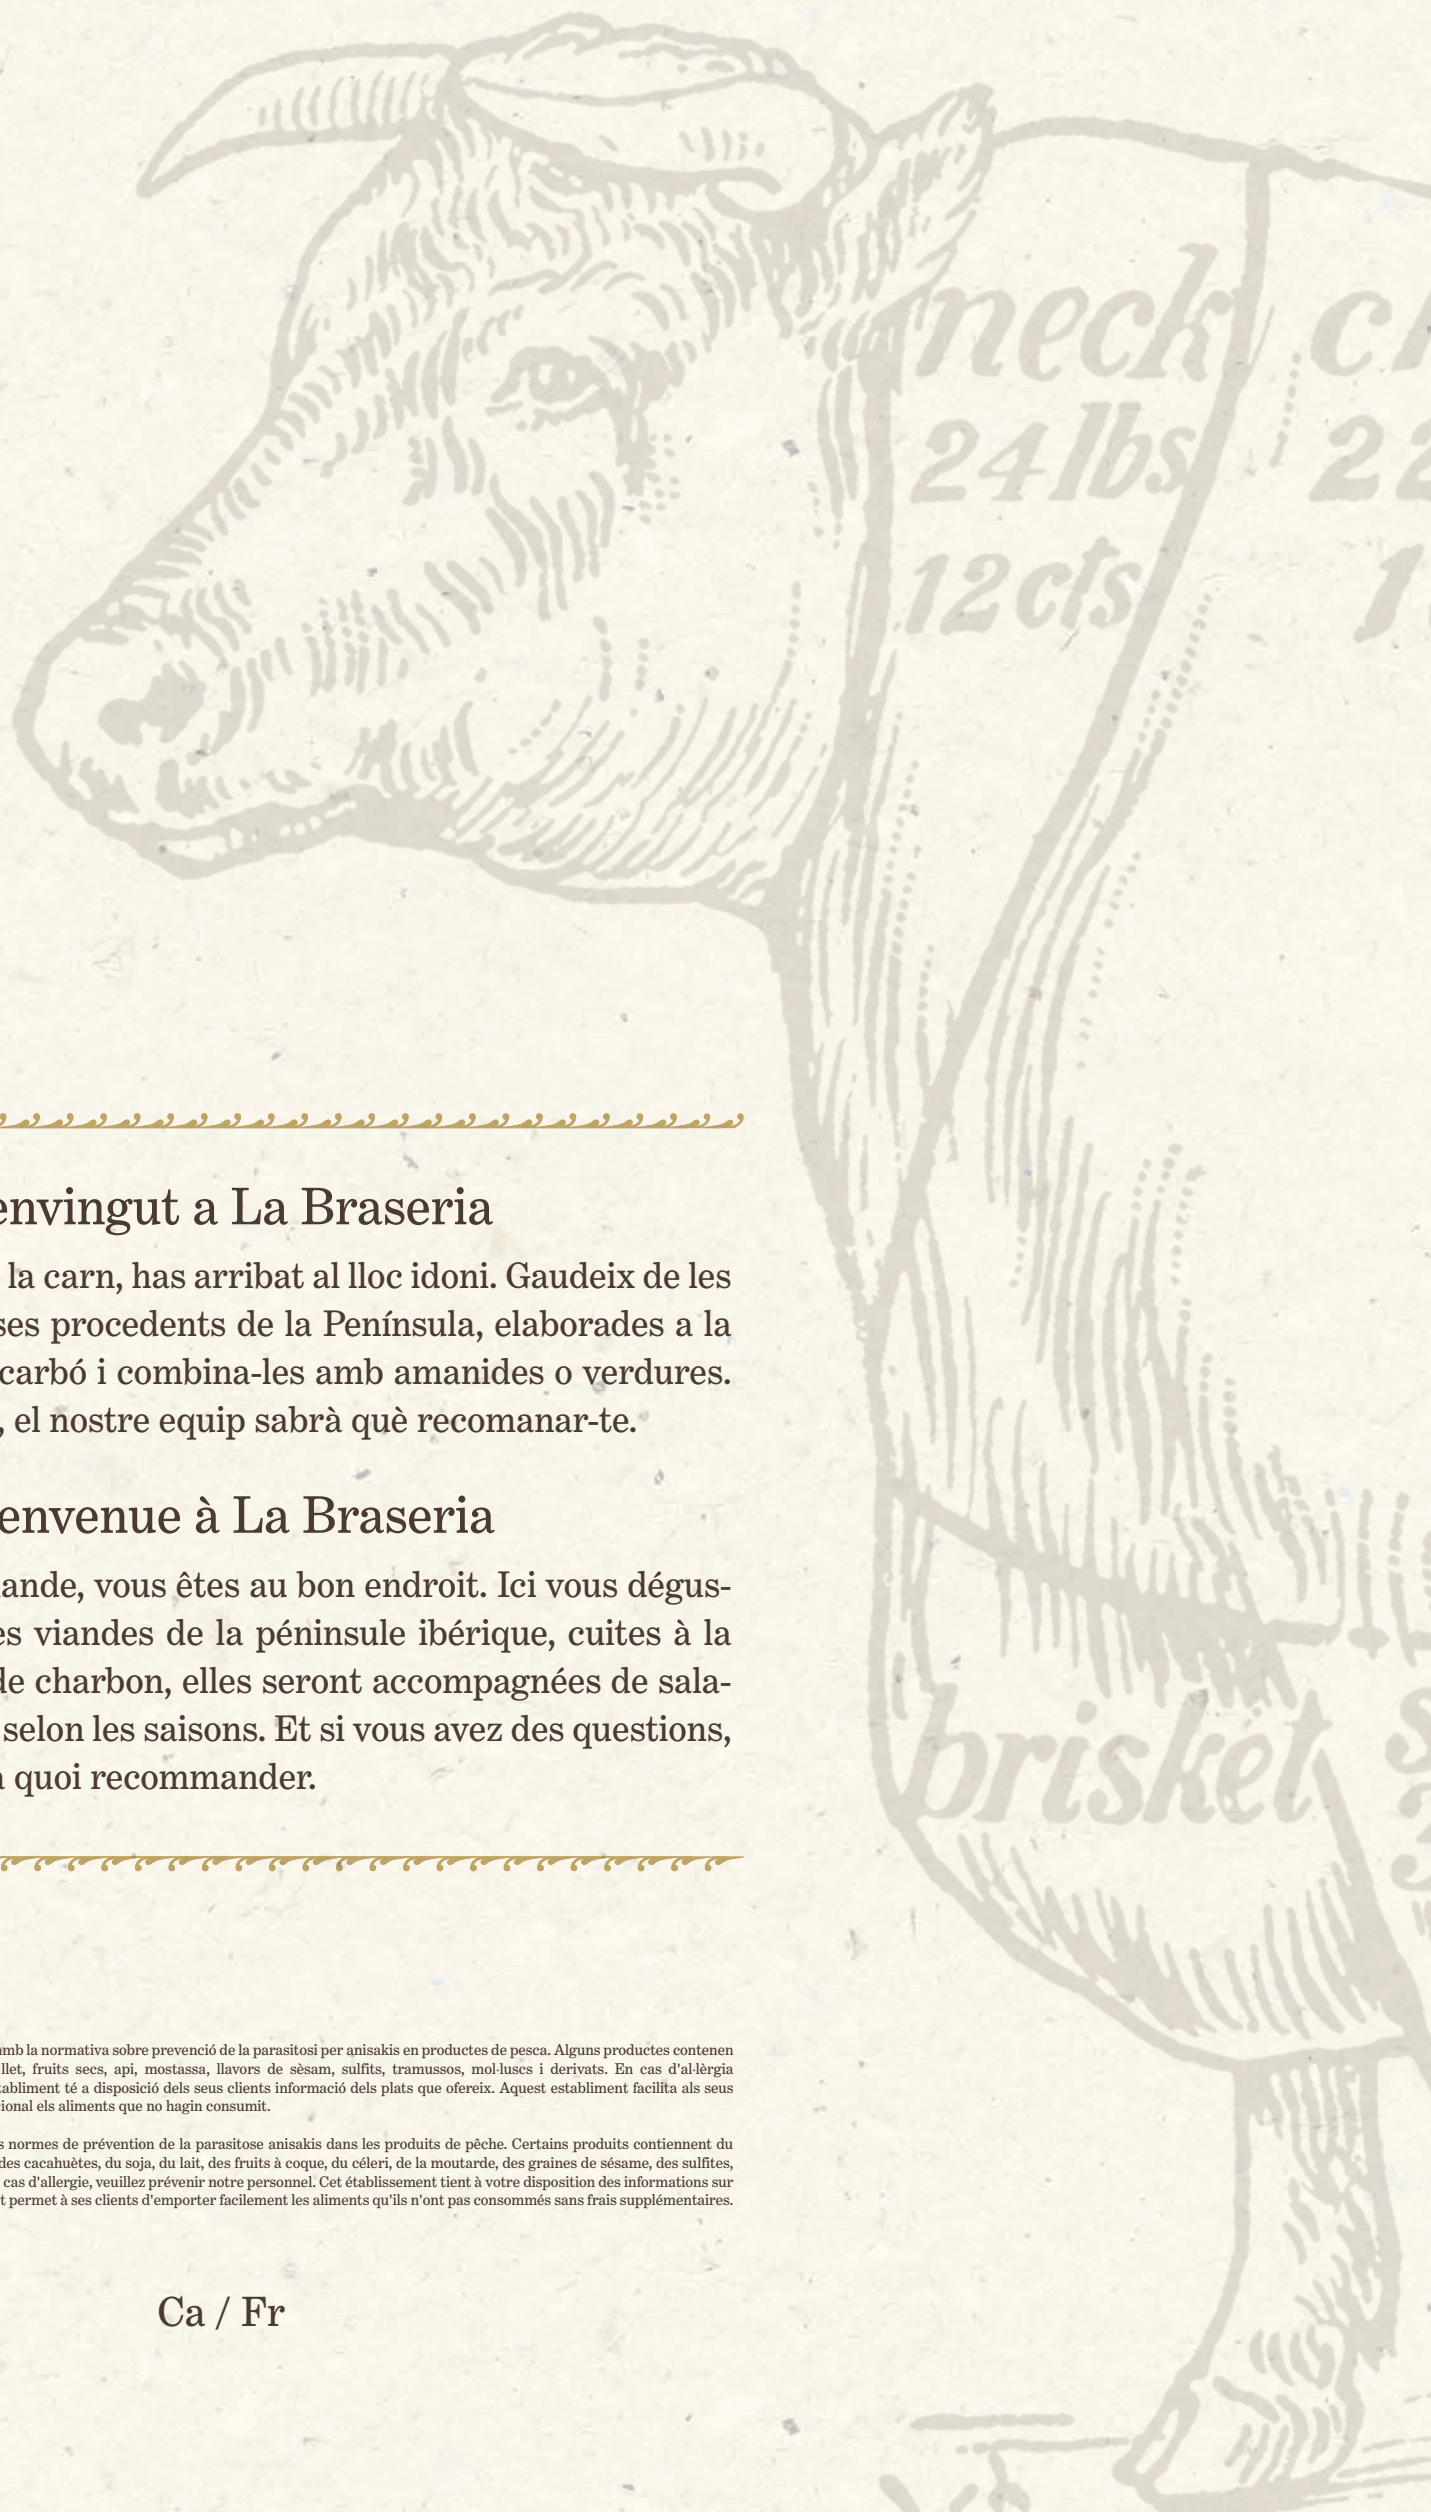 neck
24 lbs
12 cts
envingut a La Braseria
la carn, has arribat al lloc idoni. Gaudeix de les
ses procedents de la Península, elaborades a la
carbó i combina-les amb amanides o verdures.
, el nostre equip sabrà què recomanar-te.
envenue à La Braseria
ande, vous êtes au bon endroit. Ici vous dégus-
es viandes de la péninsule ibérique, cuites à la
de charbon, elles seront accompagnées de sala-
selon les saisons. Et si vous avez des questions,
quoi recommander.
brisket
amb la normativa sobre prevenció de la parasitosi per anisakis en productes de pesca. Alguns productes contenen
llet, fruits secs, api, mostassa, llavors de sèsam, sulfits, tramussos, mol·luscs i derivats. En cas d'al·lèrgia
tabliment té a disposició dels seus clients informació dels plats que ofereix. Aquest establiment facilita als seus
cional els aliments que no hagin consumit.
s normes de prévention de la parasitose anisakis dans les produits de pêche. Certains produits contiennent du
des cacahuètes, du soja, du lait, des fruits à coque, du céleri, de la moutarde, des graines de sésame, des sulfites,
cas d'allergie, veuillez prévenir notre personnel. Cet établissement tient à votre disposition des informations sur
t permet à ses clients d'emporter facilement les aliments qu'ils n'ont pas consommés sans frais supplémentaires.
Ca / Fr